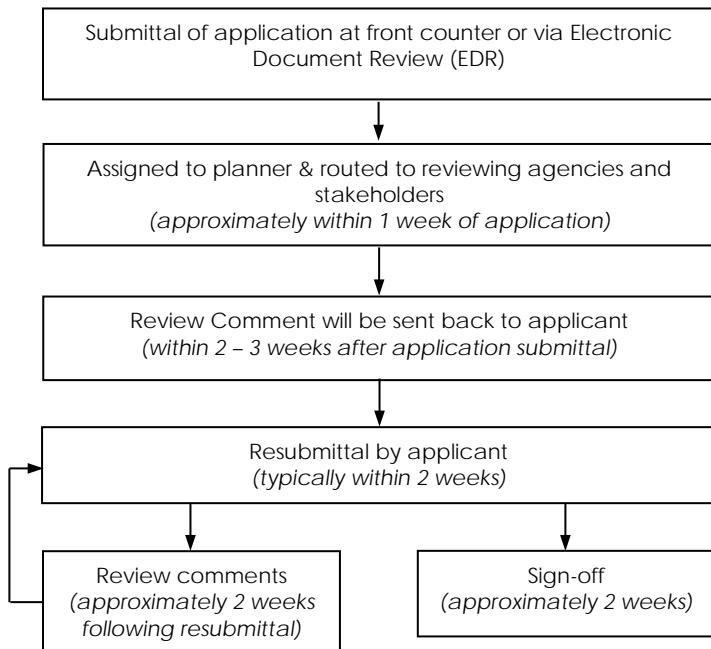 Submittal of application at front counter or via Electronic
Document Review (EDR)
Assigned to planner & routed to reviewing agencies and
stakeholders
(approximately within 1 week of application)
Review Comment will be sent back to applicant
(within 2 – 3 weeks after application submittal)
Resubmittal by applicant
(typically within 2 weeks)
Review comments
(approximately 2 weeks
following resubmittal)
Sign-off
(approximately 2 weeks)